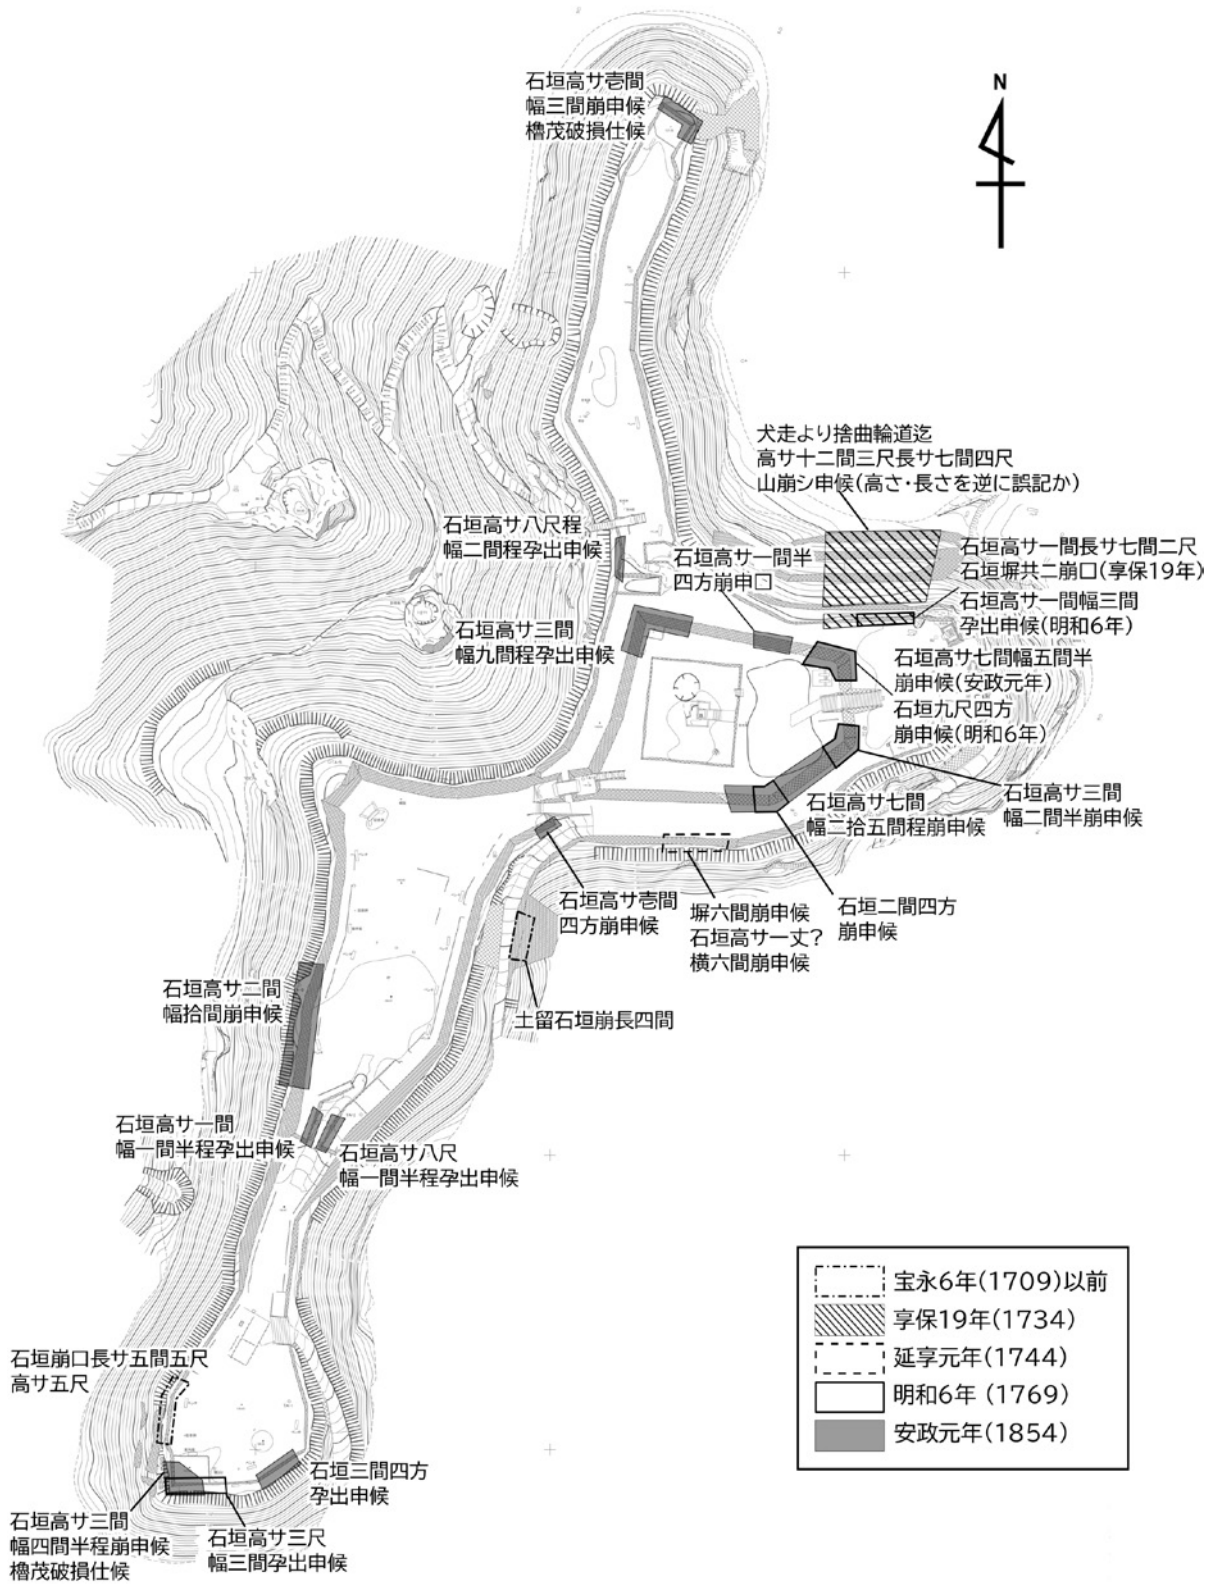 石垣高サ壱間
幅三間崩申候
櫓茂破損仕候
N
犬走より捨曲輪道迄
高サ十二間三尺長サ七間四尺
山崩シ申候(高さ・長さを逆に誤記か)
石垣高サ八尺程
幅二間程孕出申候
石垣高サ一間半
四方崩申口
石垣高サ一間長サ七間二尺
石垣塀共二崩口(享保19年)
石垣高サ一間幅三間
孕出申候(明和6年)
石垣高サ三間
幅九間程孕出申候
石垣高サ七間幅五間半
崩申候(安政元年)
石垣九尺四方
崩申候(明和6年)
石垣高サ七間
幅二拾五間程崩申候
石垣高サ三間
幅二間半崩申候
石垣高サ壱間
四方崩申候
塀六間崩申候
石垣高サ一丈?
横六間崩申候
石垣二間四方
崩申候
石垣高サ二間
幅拾間崩申候
土留石垣崩長四間
石垣高サ一間
幅一間半程孕出申候
石垣高サ八尺
幅一間半程孕出申候
宝永6年(1709)以前
享保19年(1734)
延享元年(1744)
明和6年 (1769)
安政元年(1854)
石垣崩口長サ五間五尺
高サ五尺
石垣三間四方
孕出申候
石垣高サ三間
幅四間半程崩申候
櫓茂破損仕候
石垣高サ三尺
幅三間孕出申候